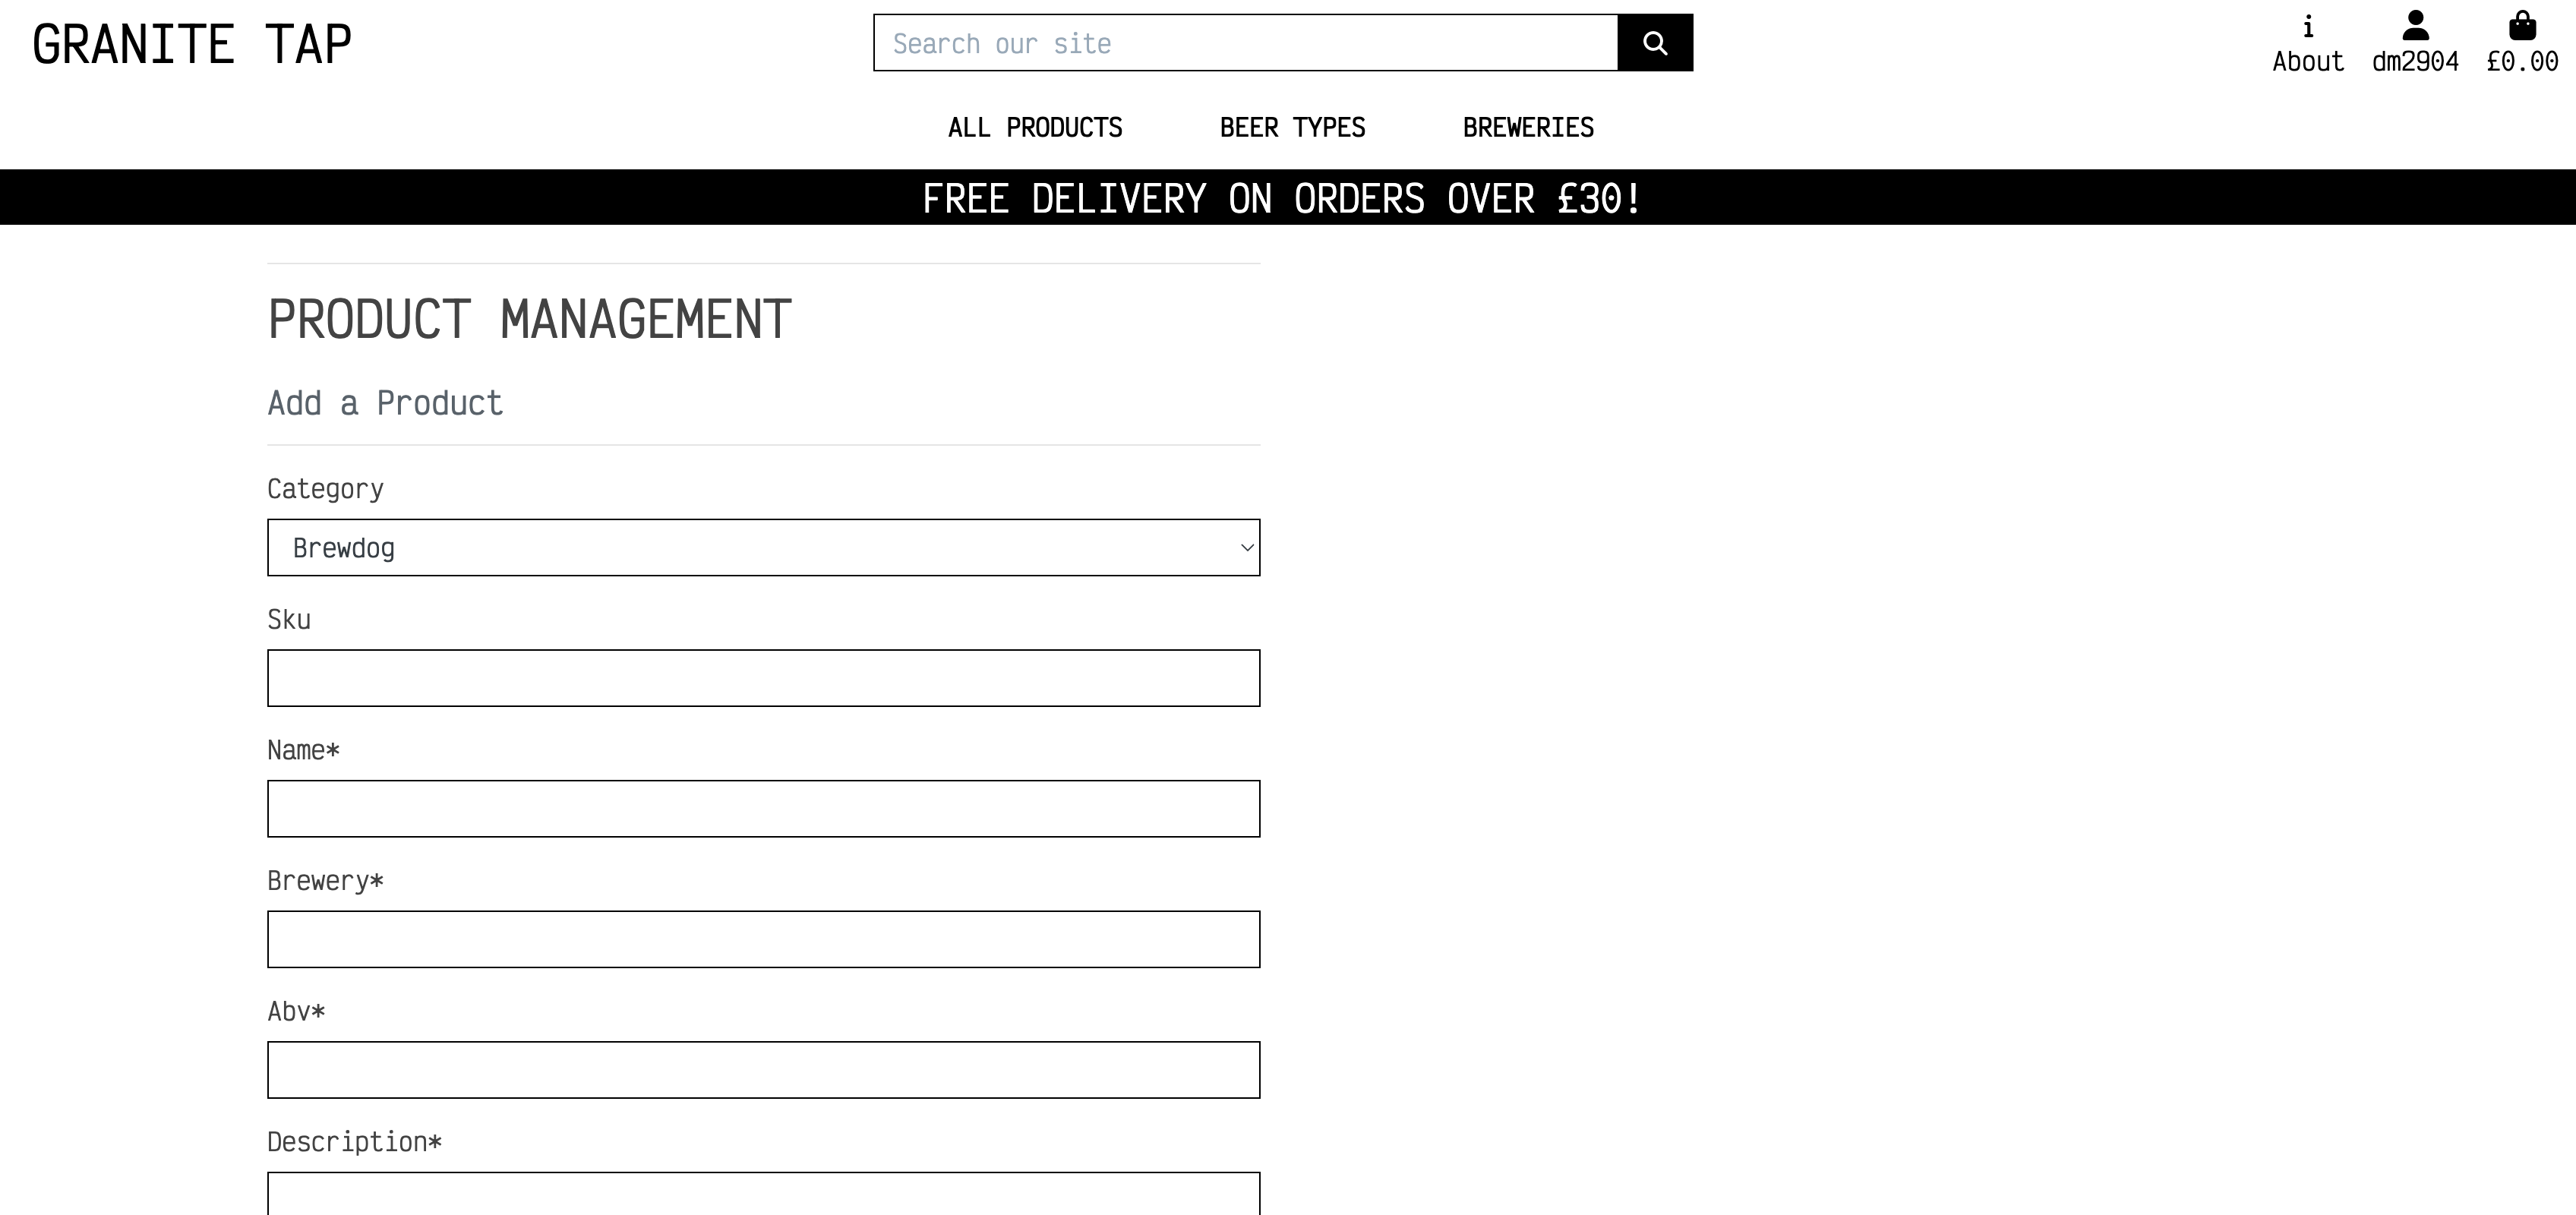 GRANITE TAP
Search our site
About
dm2904
£0.00
ALL PRODUCTS
BEER TYPES
BREWERIES
FREE DELIVERY ON ORDERS OVER £30!
PRODUCT MANAGEMENT
Add a Product
Category
Brewdog
Sku
Name*
Brewery*
Abv*
Description*